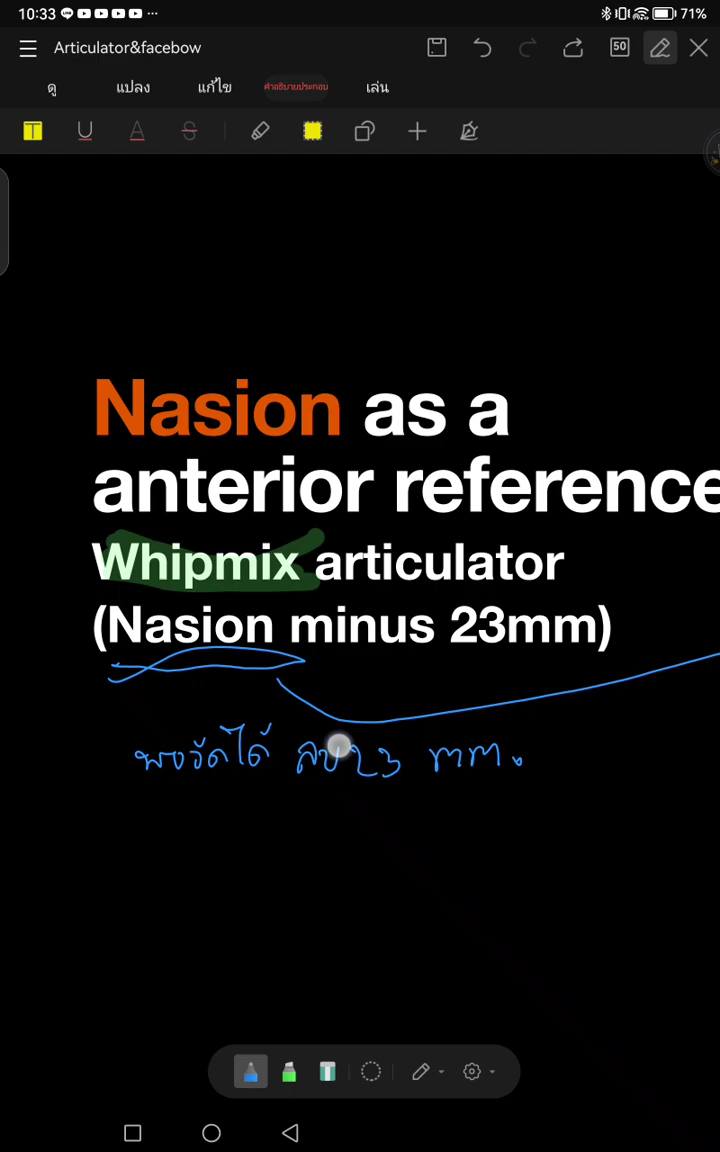 10:33 71%
Articulator&facebow 50
ดู แปลง แก้ไข คำอธิบายประกอบ เล่น
T U A S
Nasion as a
anterior reference
Whipmix articulator
(Nasion minus 23mm)
พอวัดได้ ลบ 23 mm.